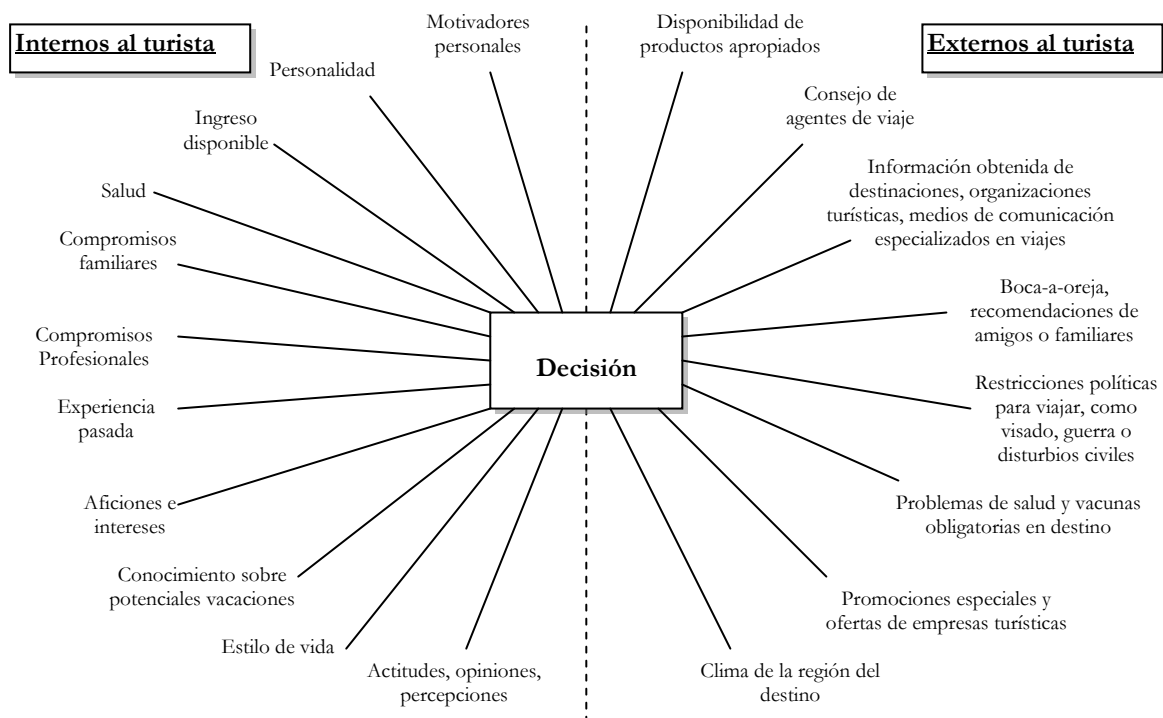 Internos al turista
Motivadores
personales
Personalidad
Ingreso
disponible
Salud
Compromisos
familiares
Compromisos
Profesionales
Experiencia
pasada
Aficiones e
intereses
Conocimiento sobre
potenciales vacaciones
Estilo de vida
Actitudes, opiniones,
percepciones
Decisión
Externos al turista
Disponibilidad de
productos apropiados
Consejo de
agentes de viaje
Información obtenida de
destinaciones, organizaciones
turísticas, medios de comunicación
especializados en viajes
Boca-a-oreja,
recomendaciones de
amigos o familiares
Restricciones políticas
para viajar, como
visado, guerra o
disturbios civiles
Problemas de salud y vacunas
obligatorias en destino
Promociones especiales y
ofertas de empresas turísticas
Clima de la región del
destino